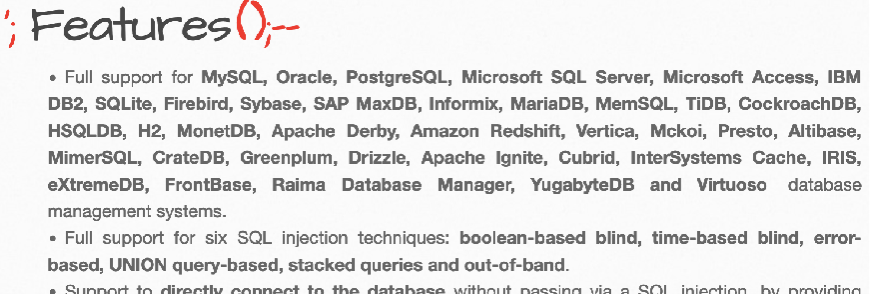 '; Features();--
• Full support for MySQL, Oracle, PostgreSQL, Microsoft SQL Server, Microsoft Access, IBM
DB2, SQLite, Firebird, Sybase, SAP MaxDB, Informix, MariaDB, MemSQL, TiDB, CockroachDB,
HSQLDB, H2, MonetDB, Apache Derby, Amazon Redshift, Vertica, Mckoi, Presto, Altibase,
MimerSQL, CrateDB, Greenplum, Drizzle, Apache Ignite, Cubrid, InterSystems Cache, IRIS,
eXtremeDB, FrontBase, Raima Database Manager, YugabyteDB and Virtuoso database
management systems.
• Full support for six SQL injection techniques: boolean-based blind, time-based blind, error-
based, UNION query-based, stacked queries and out-of-band.
• Support to directly connect to the database without passing via a SQL injection, by providing